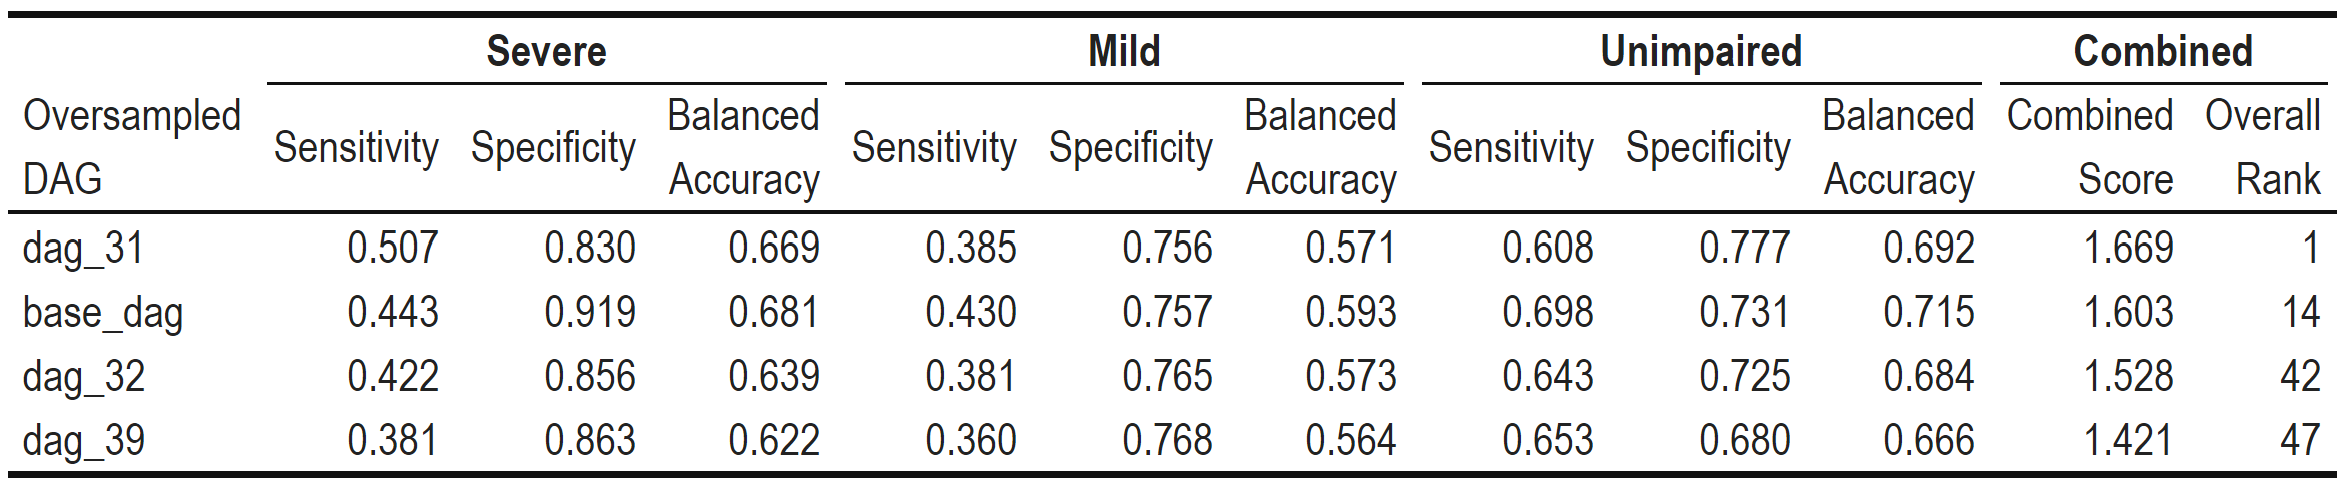 Severe Mild Unimpaired Combined
Oversampled DAG Sensitivity Specificity Balanced Accuracy Sensitivity Specificity Balanced Accuracy Sensitivity Specificity Balanced Accuracy Combined Score Overall Rank
dag_31 0.507 0.830 0.669 0.385 0.756 0.571 0.608 0.777 0.692 1.669 1
base_dag 0.443 0.919 0.681 0.430 0.757 0.593 0.698 0.731 0.715 1.603 14
dag_32 0.422 0.856 0.639 0.381 0.765 0.573 0.643 0.725 0.684 1.528 42
dag_39 0.381 0.863 0.622 0.360 0.768 0.564 0.653 0.680 0.666 1.421 47